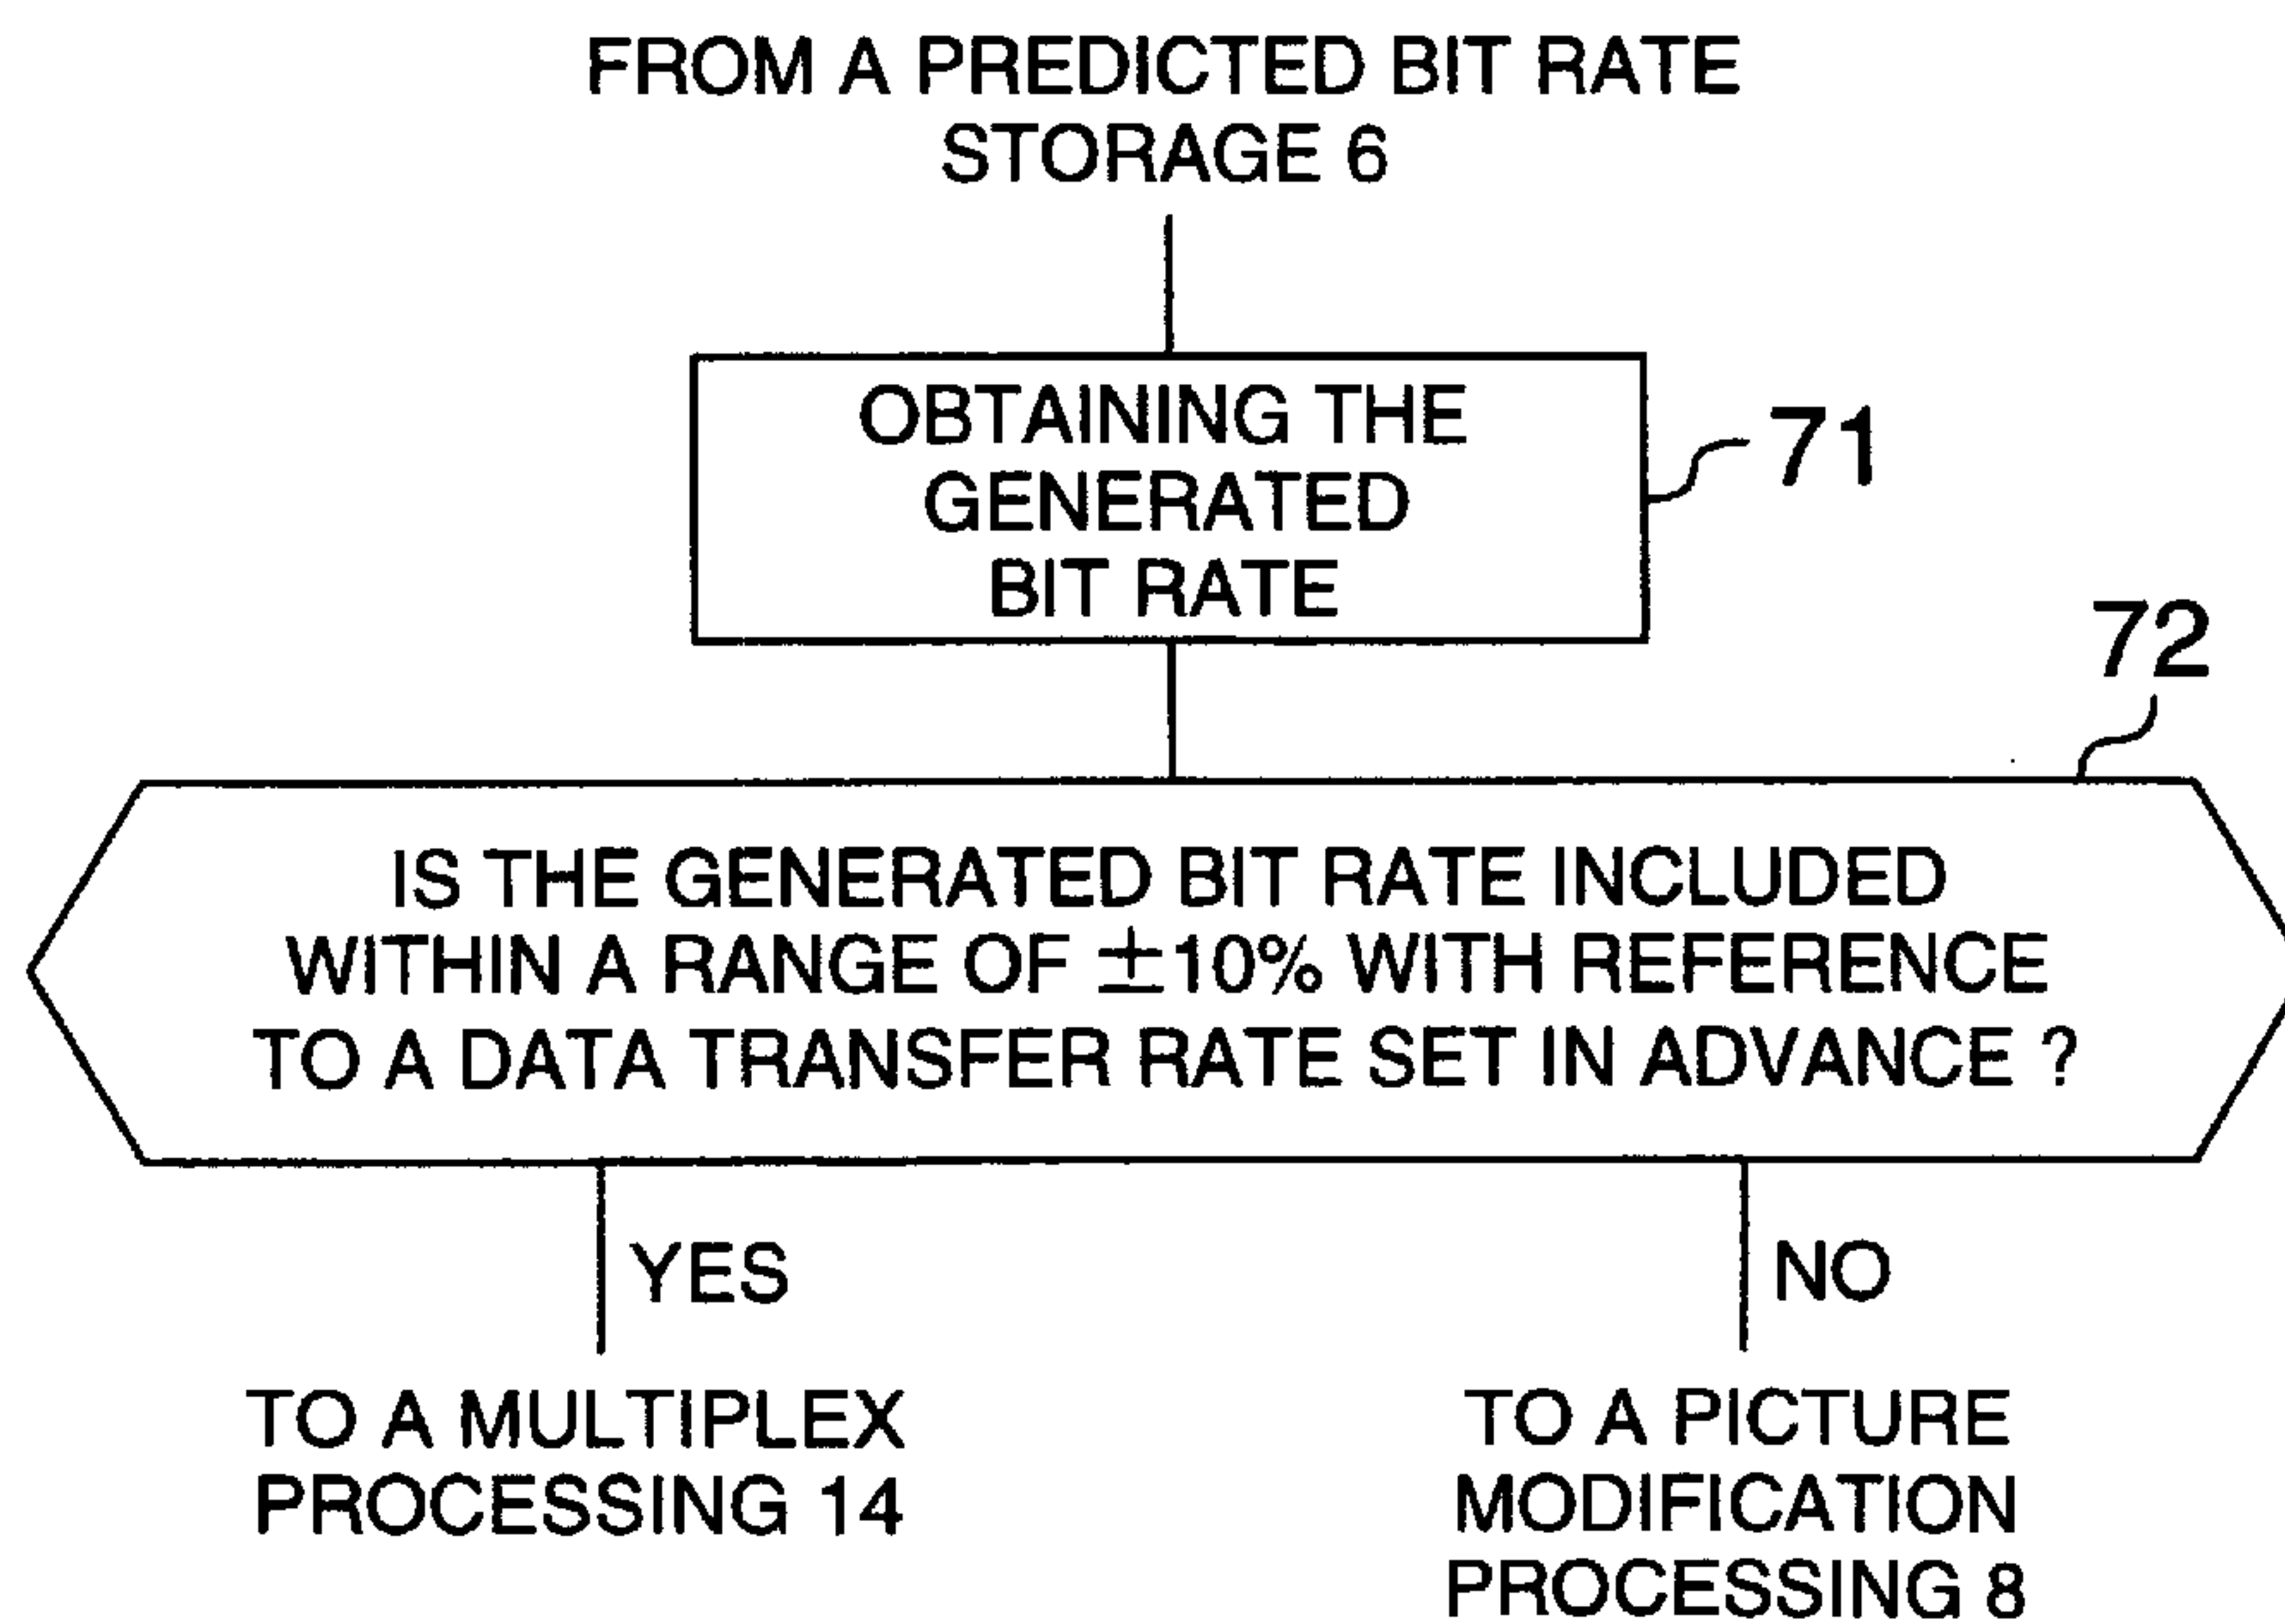 FROM A PREDICTED BIT RATE
STORAGE 6
OBTAINING THE
GENERATED
BIT RATE
71
72
IS THE GENERATED BIT RATE INCLUDED
WITHIN A RANGE OF ±10% WITH REFERENCE
TO A DATA TRANSFER RATE SET IN ADVANCE ?
YES
NO
TO A MULTIPLEX
PROCESSING 14
TO A PICTURE
MODIFICATION
PROCESSING 8